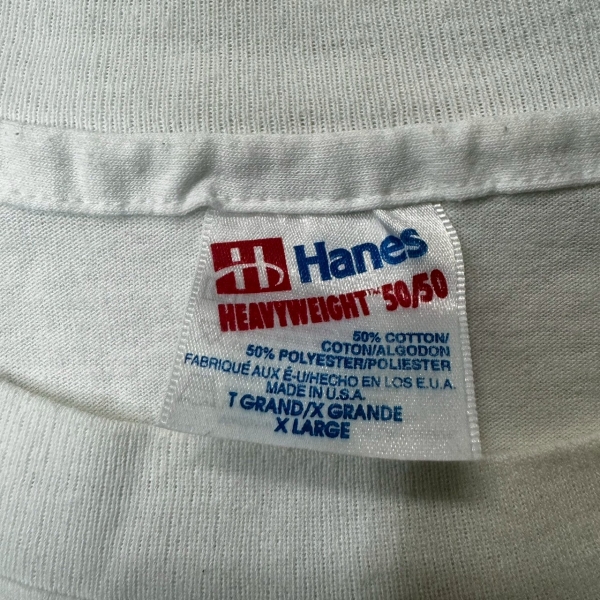 H Hanes
HEAVYWEIGHT™ 50/50
50% COTTON/
COTON/ALGODON
50% POLYESTER/POLIESTER
FABRIQUÉ AUX É-U/HECHO EN LOS E.U.A.
MADE IN U.S.A.
T GRAND/X GRANDE
X LARGE